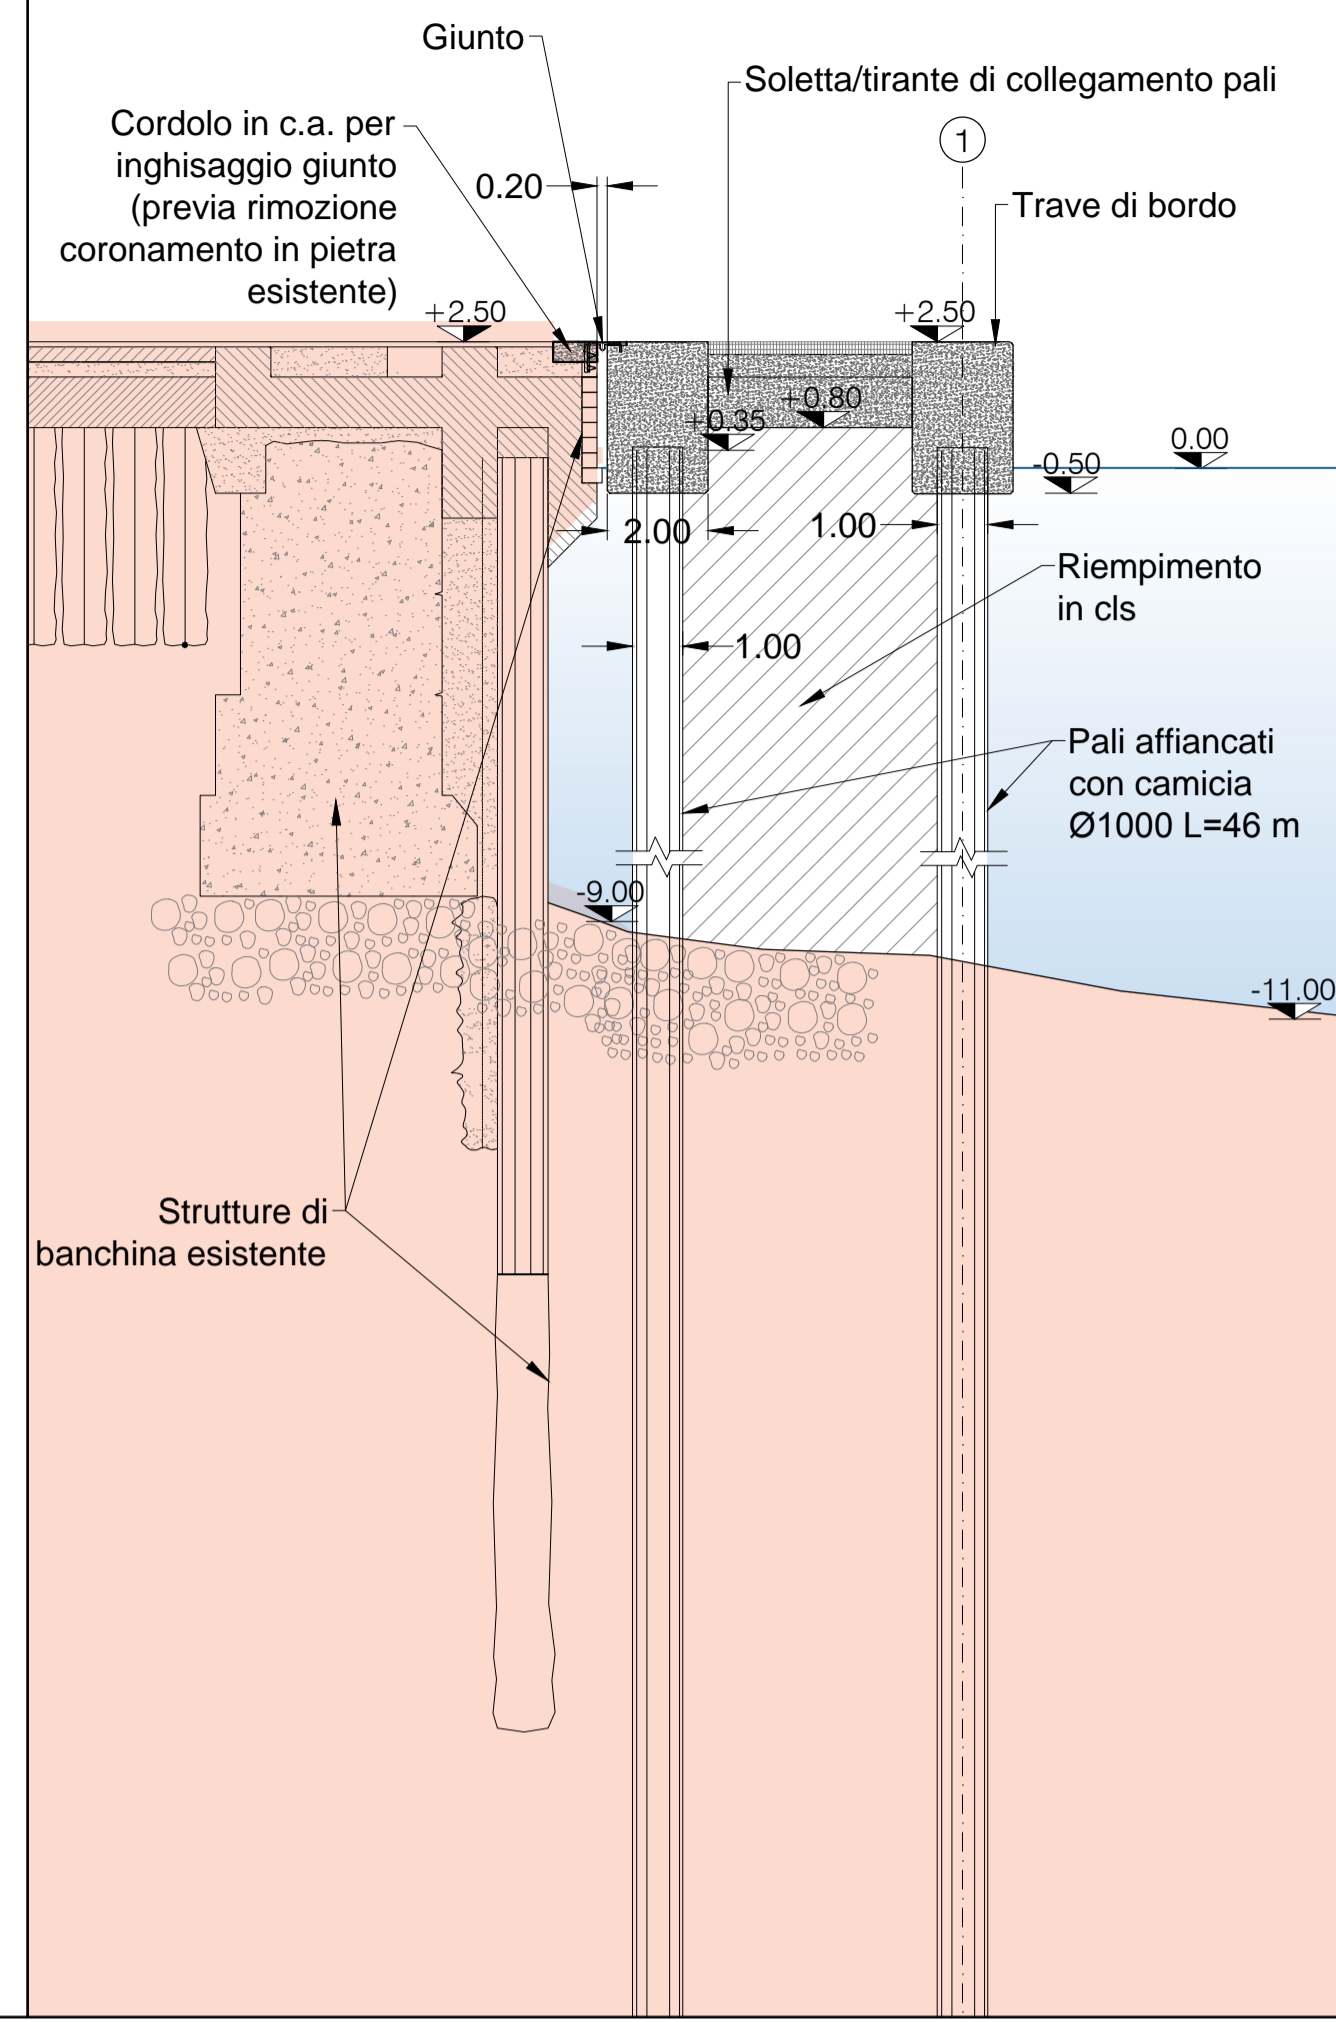 Giunto
Soletta/tirante di collegamento pali
Cordolo in c.a. per
inghisaggio giunto
(previa rimozione
coronamento in pietra
esistente)
1
0.20
Trave di bordo
+2.50
+2.50
+0.80
+0.35
0.00
-0.50
2.00
1.00
Riempimento
in cls
1.00
Pali affiancati
con camicia
Ø1000 L=46 m
-9.00
-11.00
Strutture di
banchina esistente